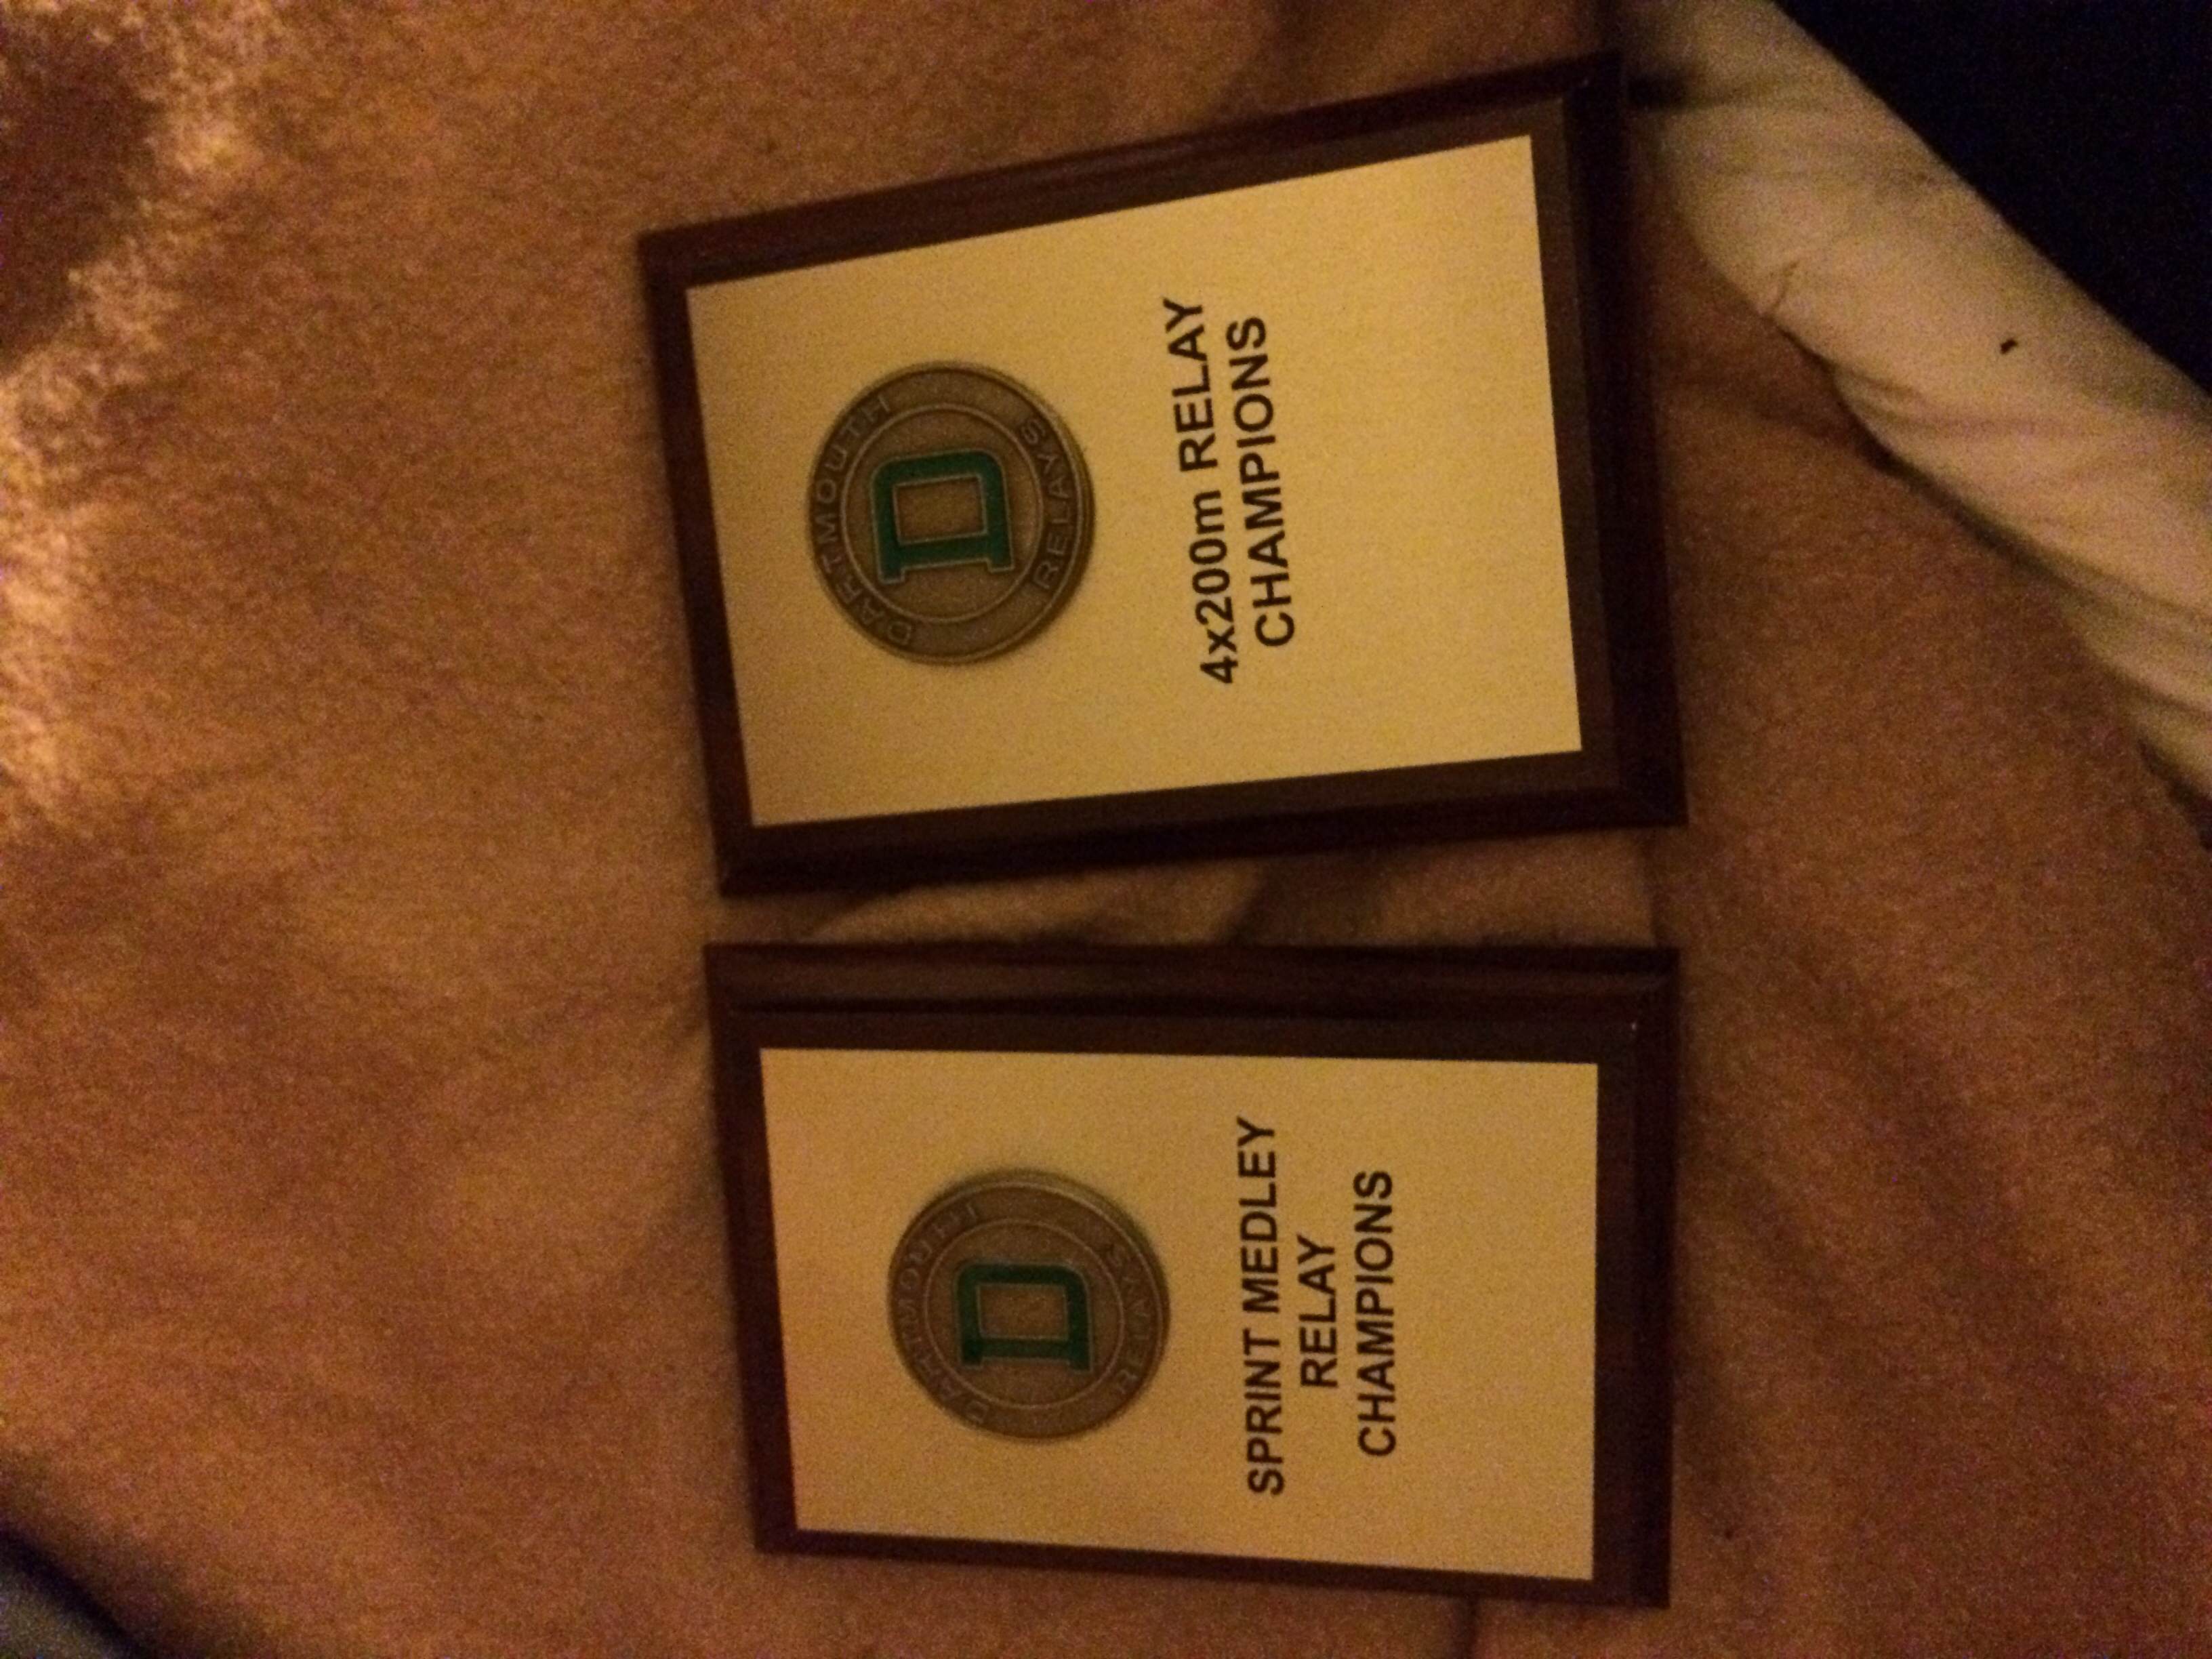 DARTMOUTH
D
RELAYS
SPRINT MEDLEY
RELAY
CHAMPIONS
DARTMOUTH
D
RELAYS
4x200m RELAY
CHAMPIONS